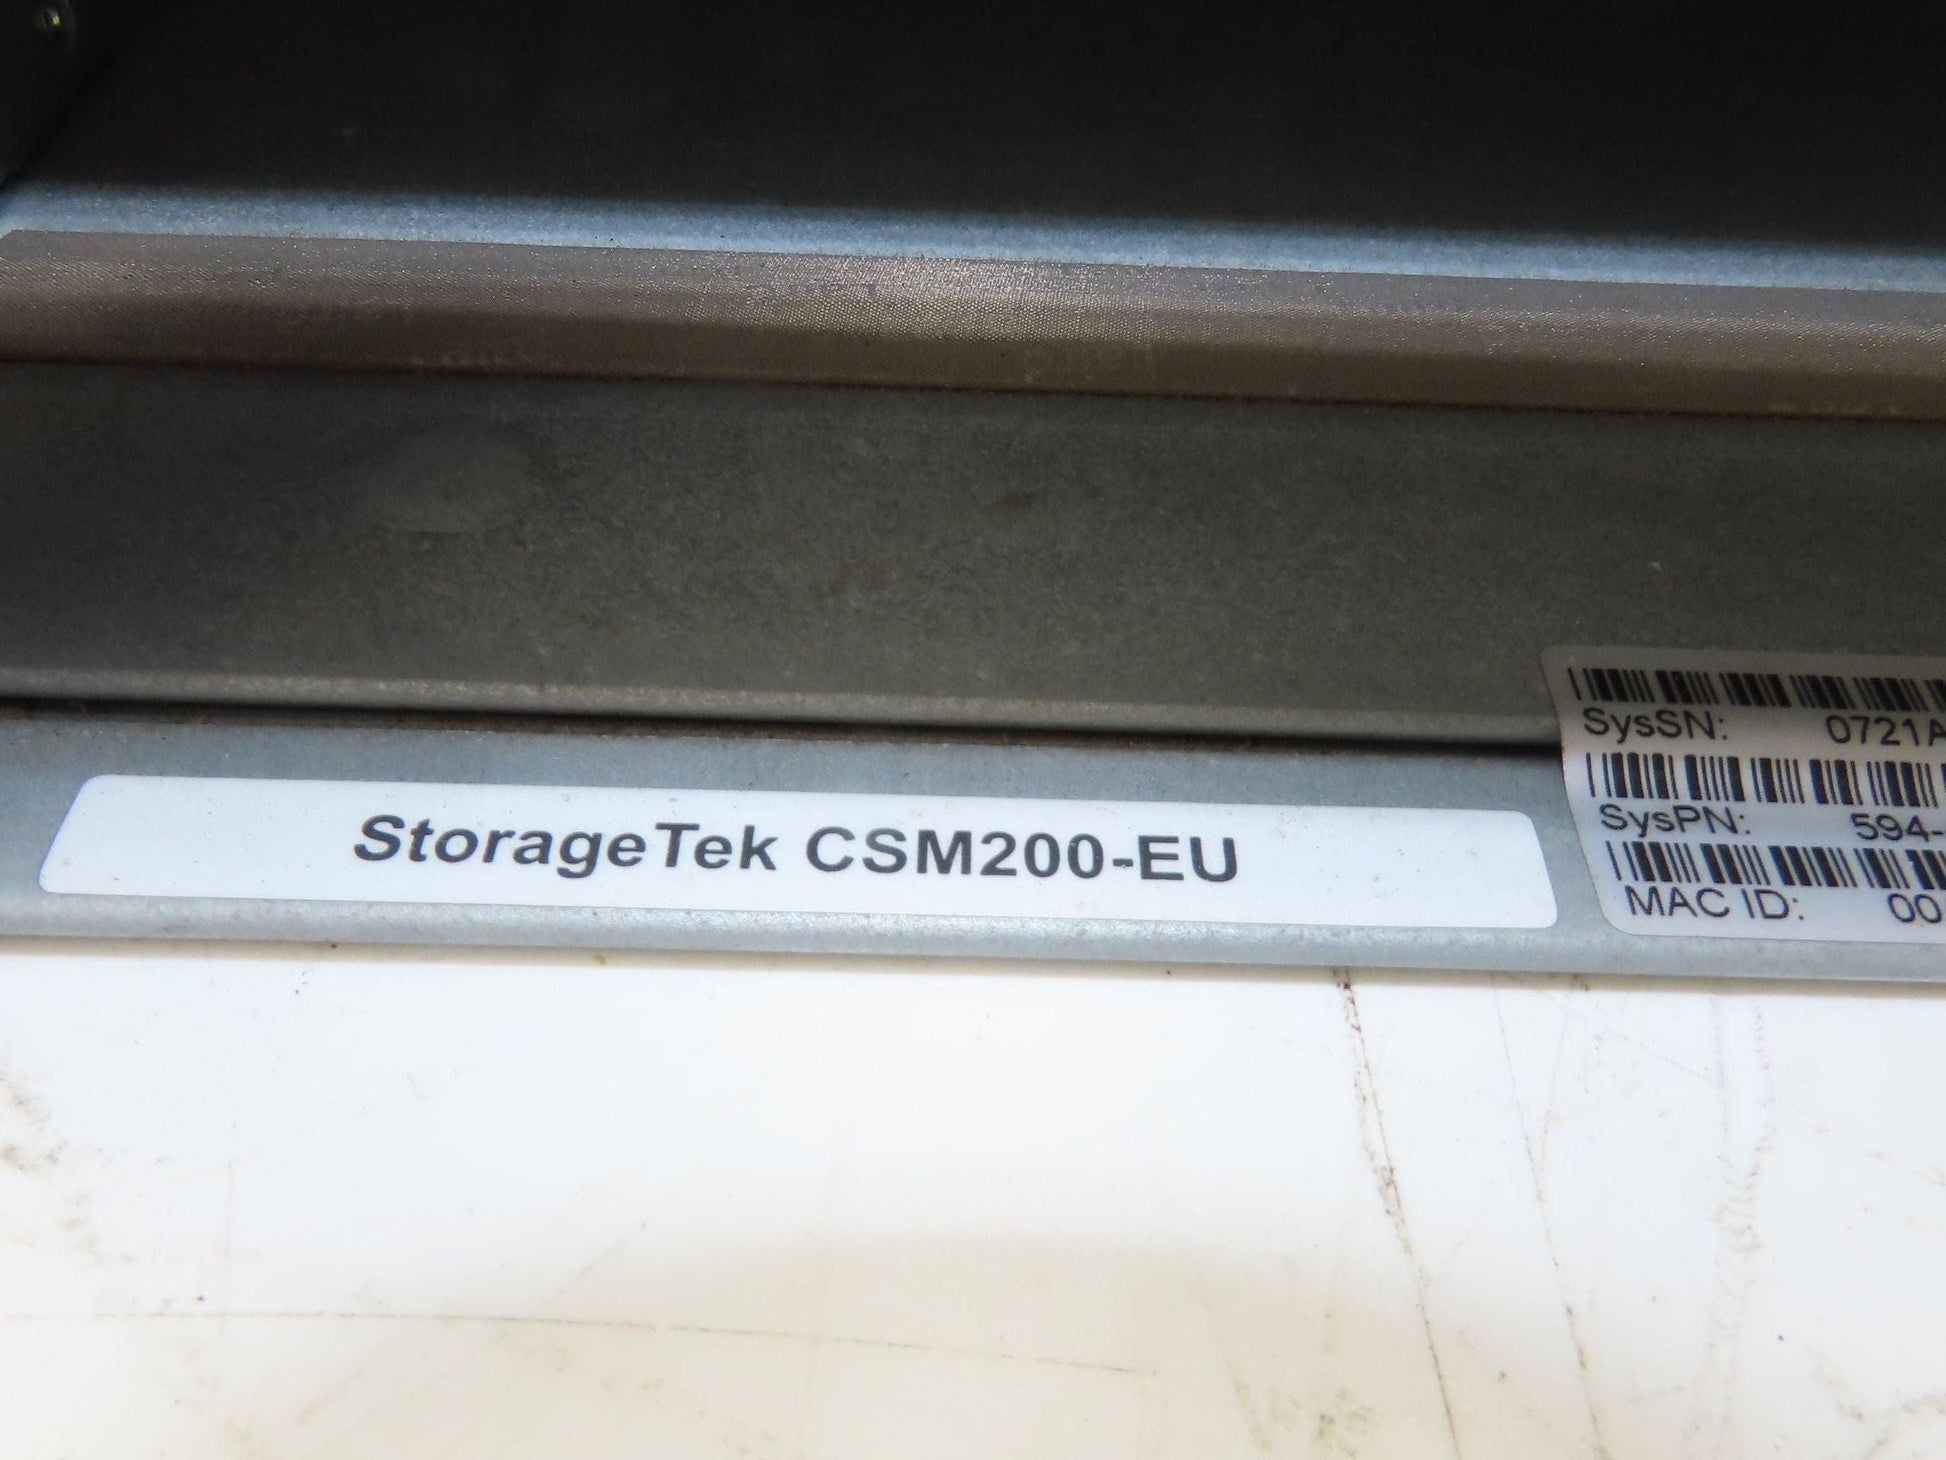 StorageTek CSM200-EU
SysSN: 0721A
SysPN: 594-
MAC ID: 00